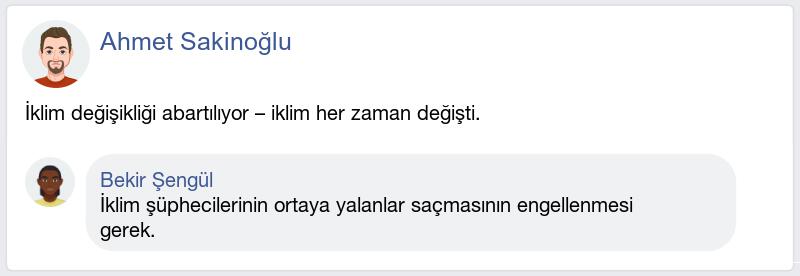 Ahmet Sakinoğlu
İklim değişikliği abartılıyor – iklim her zaman değişti.
Bekir Şengül
İklim şüphecilerinin ortaya yalanlar saçmasının engellenmesi
gerek.